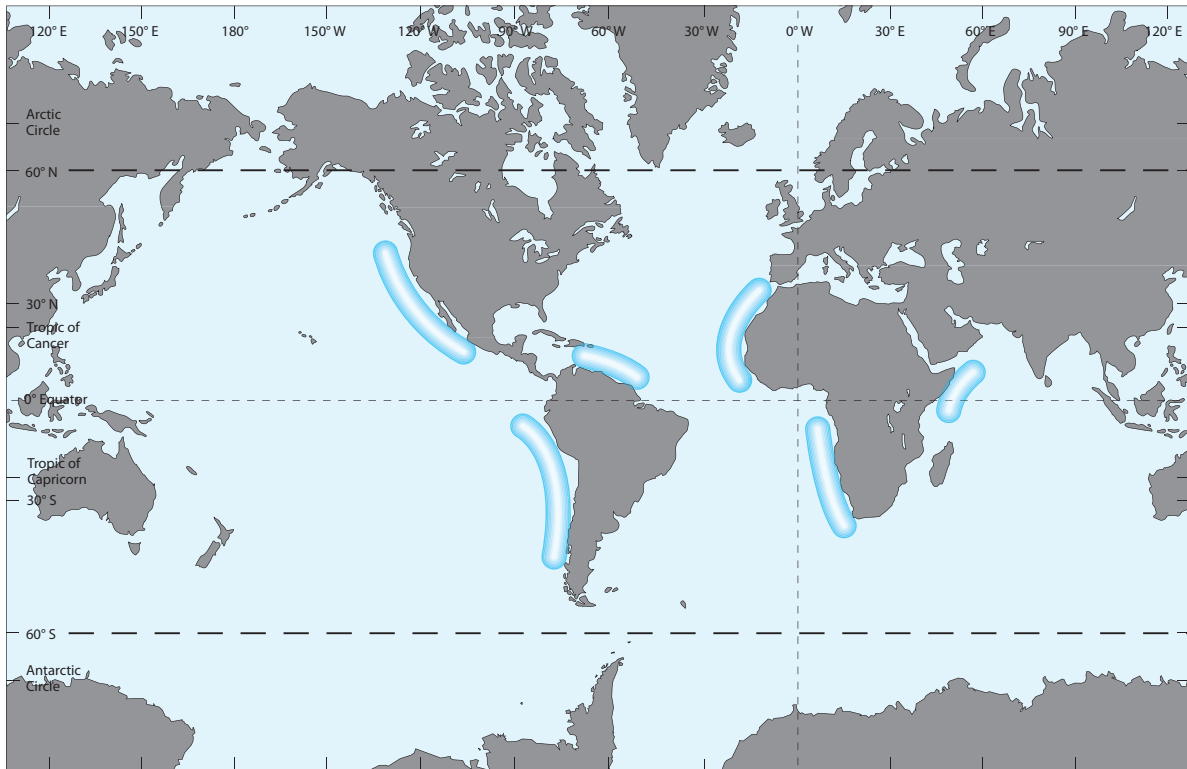 120° E 150° E 180° 150° W 120° W 90° W 60° W 30° W 0° W 30° E 60° E 90° E 120° E
Arctic
Circle
60° N
30° N
Tropic of
Cancer
0° Equator
Tropic of
Capricorn
30° S
60° S
Antarctic
Circle